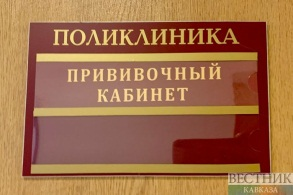 ПОЛИКЛИНИКА
ПРИВИВОЧНЫЙ
КАБИНЕТ
ВЕСТНИК
КАВКАЗА